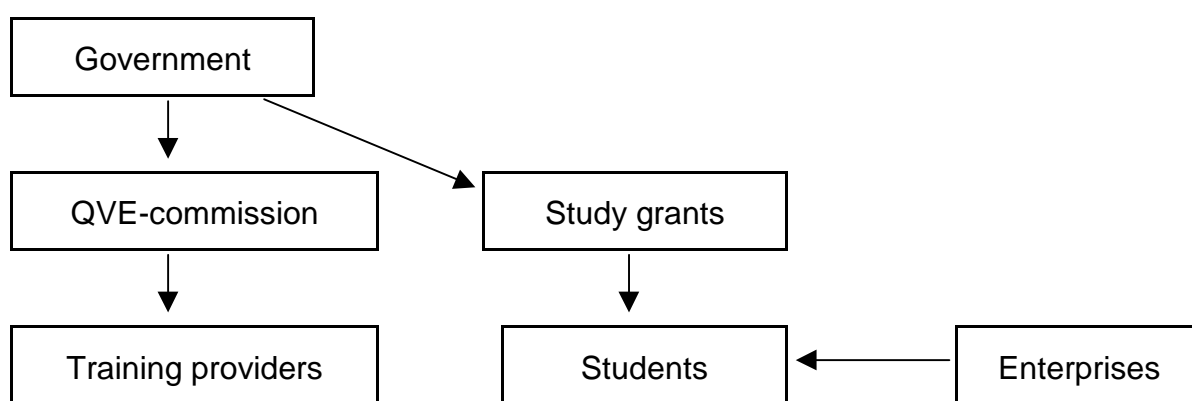 Government
QVE-commission
Study grants
Training providers
Students
Enterprises